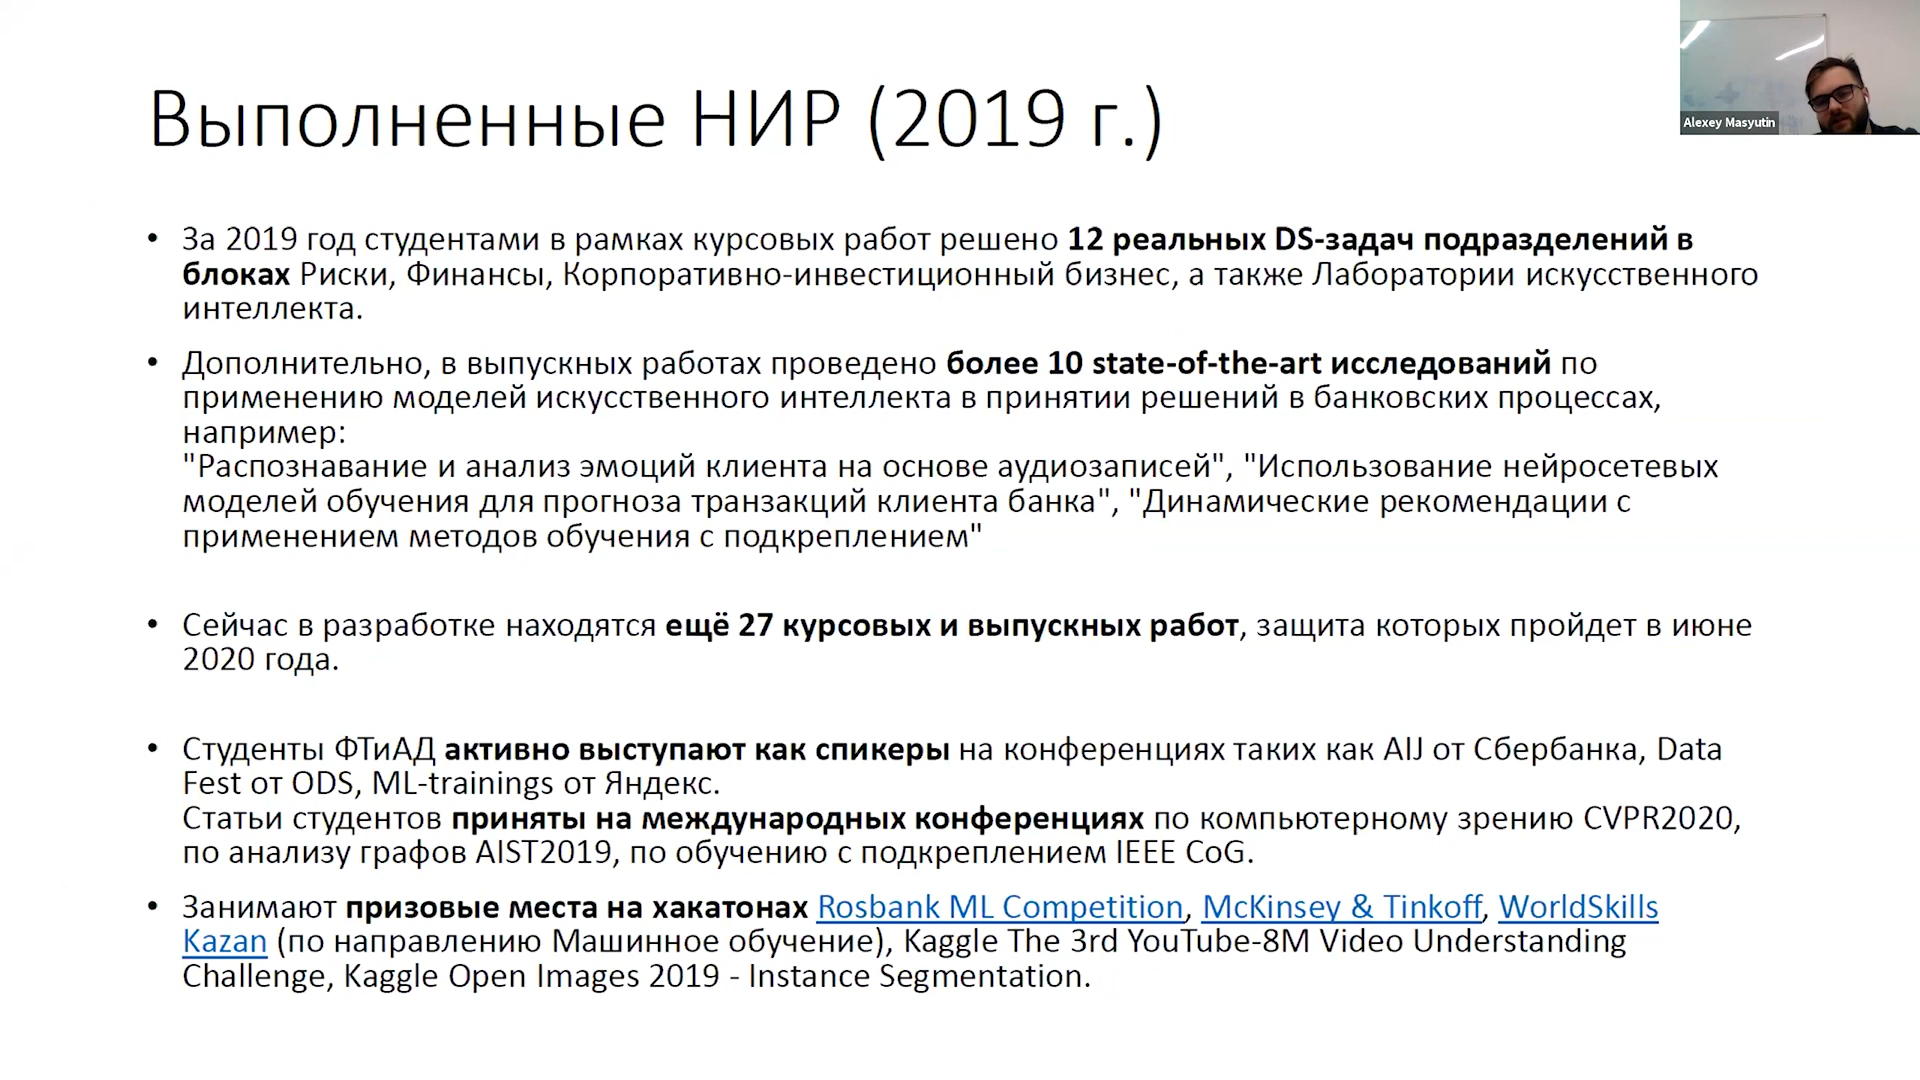 Выполненные НИР (2019 г.)
Alexey Masyutin
• За 2019 год студентами в рамках курсовых работ решено 12 реальных DS-задач подразделений в
блоках Риски, Финансы, Корпоративно-инвестиционный бизнес, а также Лаборатории искусственного
интеллекта.
• Дополнительно, в выпускных работах проведено более 10 state-of-the-art исследований по
применению моделей искусственного интеллекта в принятии решений в банковских процессах,
например:
"Распознавание и анализ эмоций клиента на основе аудиозаписей", "Использование нейросетевых
моделей обучения для прогноза транзакций клиента банка", "Динамические рекомендации с
применением методов обучения с подкреплением"
• Сейчас в разработке находятся ещё 27 курсовых и выпускных работ, защита которых пройдет в июне
2020 года.
• Студенты ФТиАД активно выступают как спикеры на конференциях таких как AIJ от Сбербанка, Data
Fest от ODS, ML-trainings от Яндекс.
Статьи студентов приняты на международных конференциях по компьютерному зрению CVPR2020,
по анализу графов AIST2019, по обучению с подкреплением IEEE CoG.
• Занимают призовые места на хакатонах Rosbank ML Competition, McKinsey & Tinkoff, WorldSkills
Kazan (по направлению Машинное обучение), Kaggle The 3rd YouTube-8M Video Understanding
Challenge, Kaggle Open Images 2019 - Instance Segmentation.